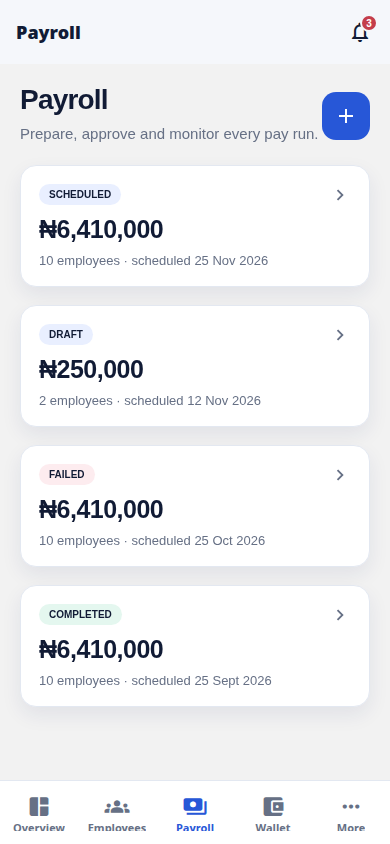 Payroll
3
Payroll
Prepare, approve and monitor every pay run.
SCHEDULED
₦6,410,000
10 employees · scheduled 25 Nov 2026
DRAFT
₦250,000
2 employees · scheduled 12 Nov 2026
FAILED
₦6,410,000
10 employees · scheduled 25 Oct 2026
COMPLETED
₦6,410,000
10 employees · scheduled 25 Sept 2026
Overview Employees Payroll Wallet More